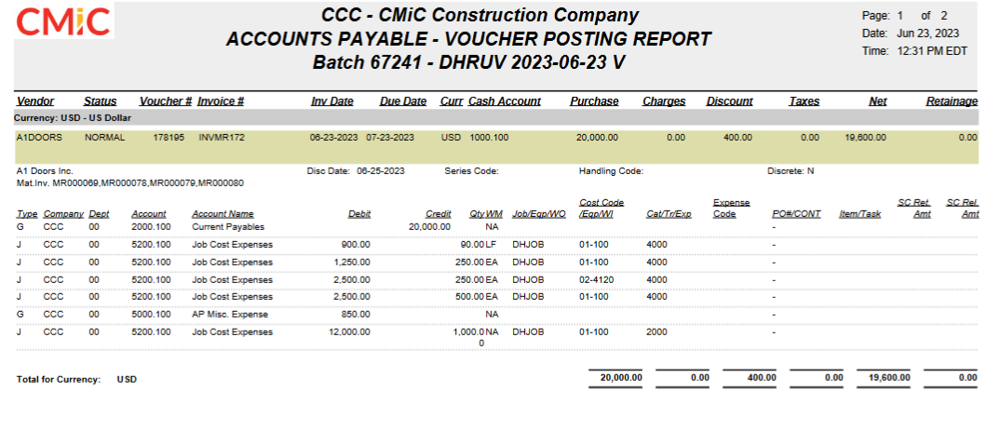 CMiC
CCC - CMiC Construction Company
ACCOUNTS PAYABLE - VOUCHER POSTING REPORT
Batch 67241 - DHRUV 2023-06-23 V
Page: 1 of 2
Date: Jun 23, 2023
Time: 12:31 PM EDT
Vendor Status Voucher # Invoice # Inv Date Due Date Curr Cash Account Purchase Charges Discount Taxes Net Retainage
Currency: USD - US Dollar
A1DOORS NORMAL 178195 INVMR172 06-23-2023 07-23-2023 USD 1000.100 20,000.00 0.00 400.00 0.00 19,600.00 0.00
A1 Doors Inc. Disc Date: 06-25-2023 Series Code: Handling Code: Discrete: N
Mat.Inv. MR000069,MR000078,MR000079,MR000080
Type Company Dept Account Account Name Debit Credit Qty WM Job/Eqp/WO Cost Code /Eqp/WI Cat/Tr/Exp Expense Code PO#/CONT Item/Task SC Ret. Amt SC Rel. Amt
G CCC 00 2000.100 Current Payables 20,000.00 NA -
J CCC 00 5200.100 Job Cost Expenses 900.00 90.00 LF DHJOB 01-100 4000 -
J CCC 00 5200.100 Job Cost Expenses 1,250.00 250.00 EA DHJOB 01-100 4000 -
J CCC 00 5200.100 Job Cost Expenses 2,500.00 250.00 EA DHJOB 02-4120 4000 -
J CCC 00 5200.100 Job Cost Expenses 2,500.00 500.00 EA DHJOB 01-100 4000 -
G CCC 00 5000.100 AP Misc. Expense 850.00 NA -
J CCC 00 5200.100 Job Cost Expenses 12,000.00 1,000.0 NA DHJOB 01-100 2000 -
0
Total for Currency: USD 20,000.00 0.00 400.00 0.00 19,600.00 0.00